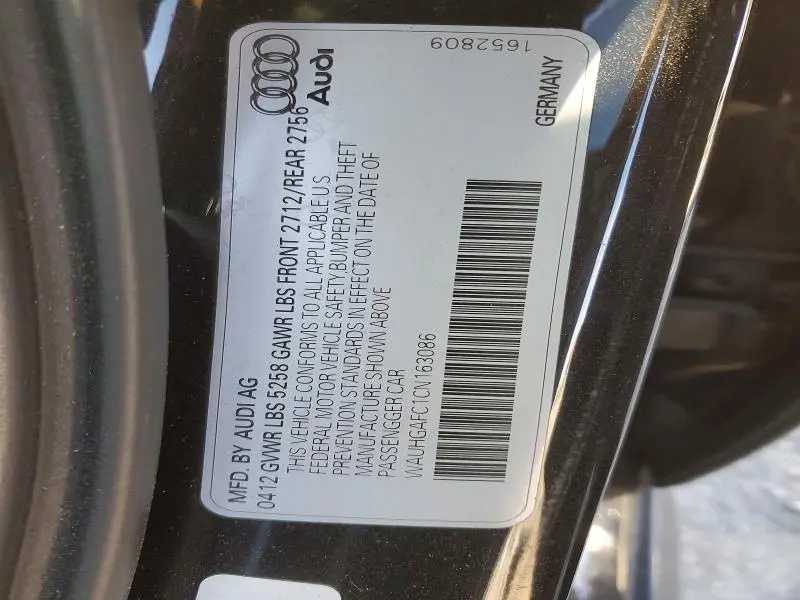 MFD. BY AUDI AG
0412 GVWR LBS 5258 GAWR LBS FRONT 2712/REAR 2756
THIS VEHICLE CONFORMS TO ALL APPLICABLE U.S.
FEDERAL MOTOR VEHICLE SAFETY BUMPER AND THEFT
PREVENTION STANDARDS IN EFFECT ON THE DATE OF
MANUFACTURE SHOWN ABOVE
PASSENGGER CAR
WAUHGAFC1CN163086
Audi
GERMANY
1652809